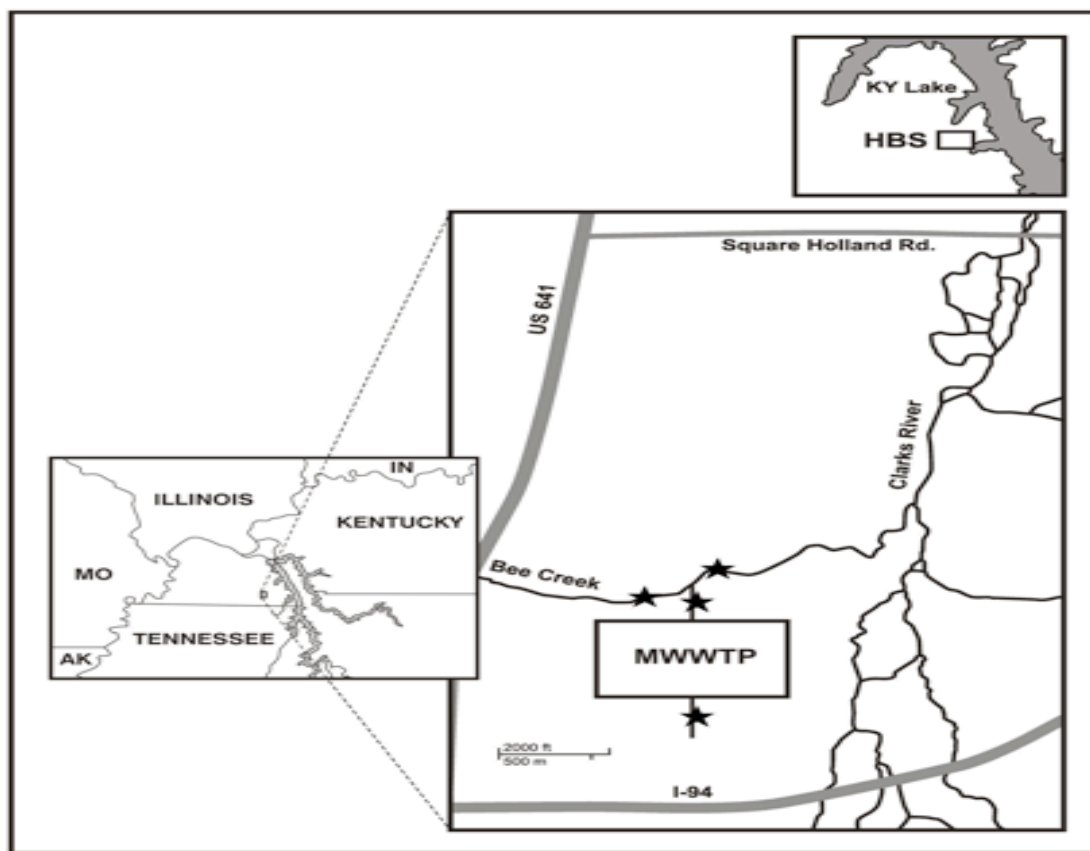 KY Lake
HBS
Square Holland Rd.
US 641
Clarks River
IN
ILLINOIS
KENTUCKY
MO
TENNESSEE
AK
Bee Creek
MWWTP
2000 ft
500 m
I-94